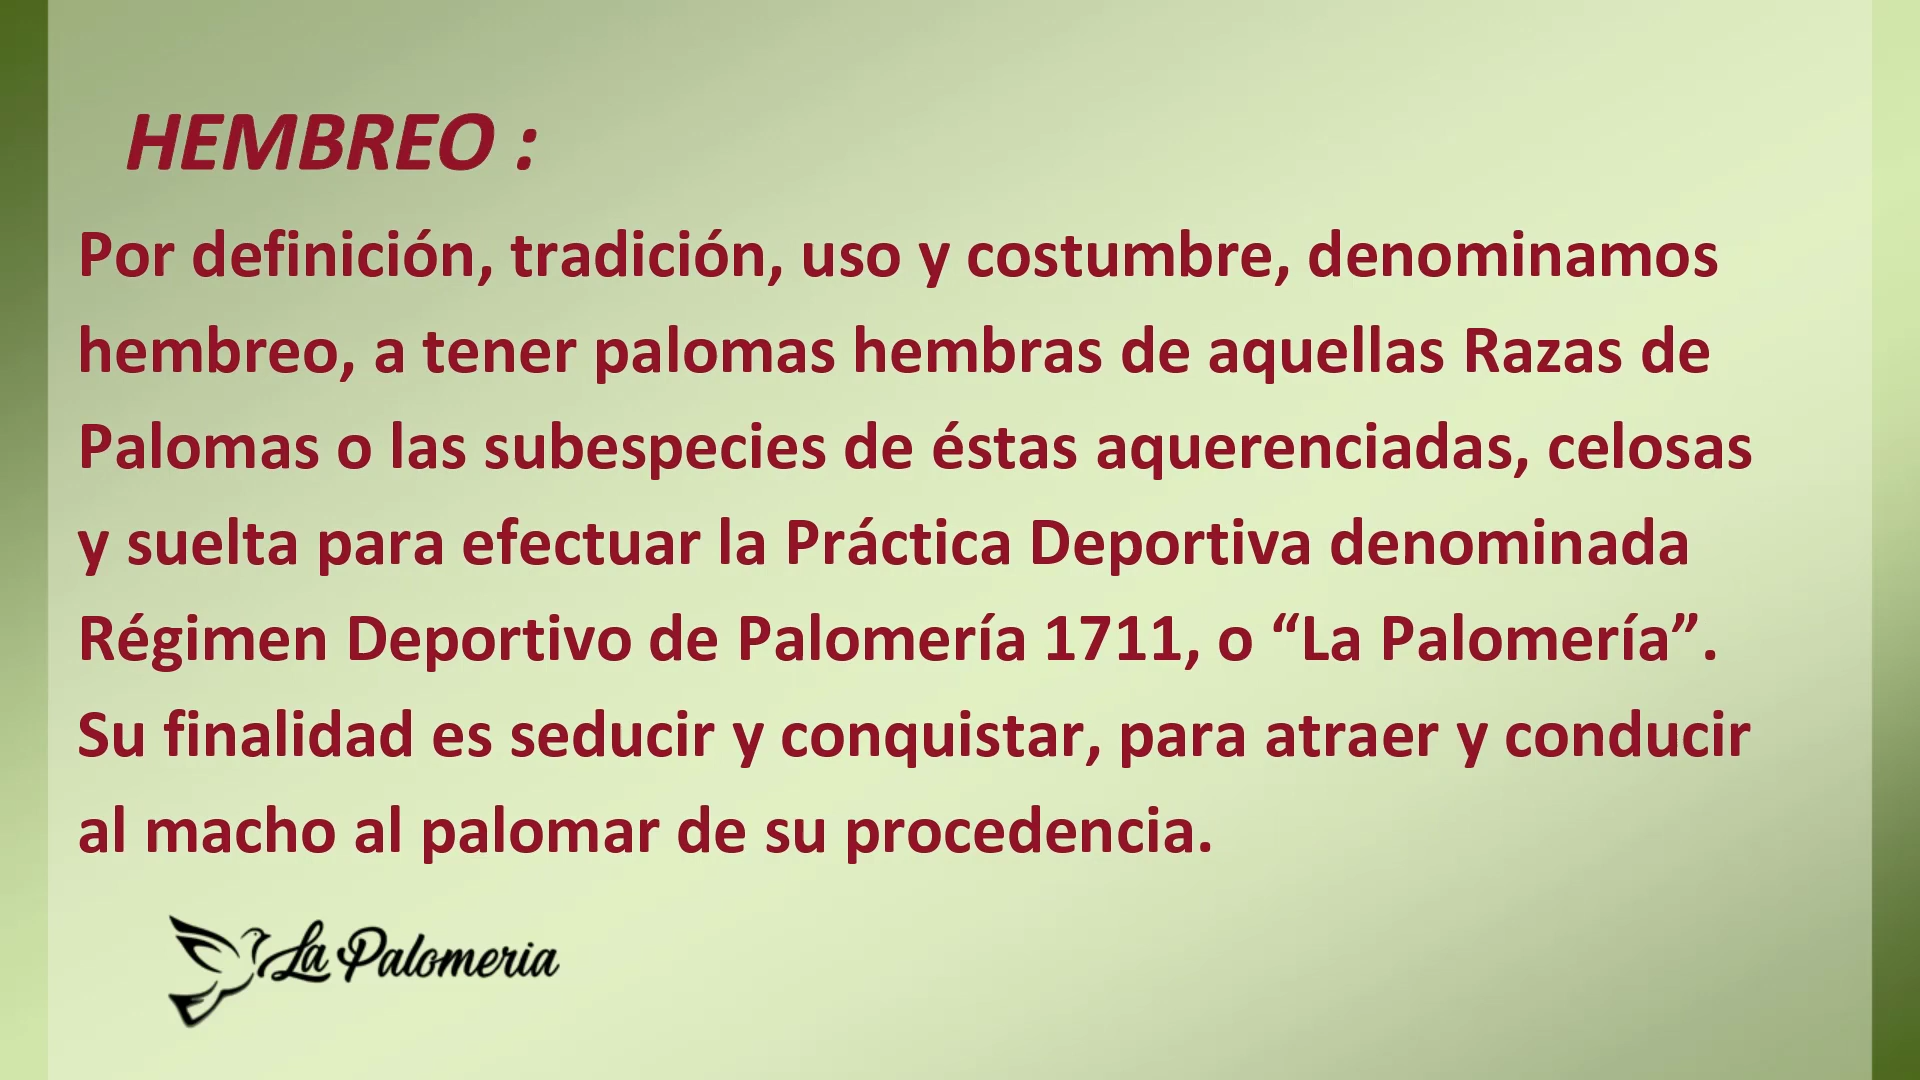 HEMBREO :
Por definición, tradición, uso y costumbre, denominamos
hembreo, a tener palomas hembras de aquellas Razas de
Palomas o las subespecies de éstas aquerenciadas, celosas
y suelta para efectuar la Práctica Deportiva denominada
Régimen Deportivo de Palomería 1711, o “La Palomería”.
Su finalidad es seducir y conquistar, para atraer y conducir
al macho al palomar de su procedencia.
La Palomeria